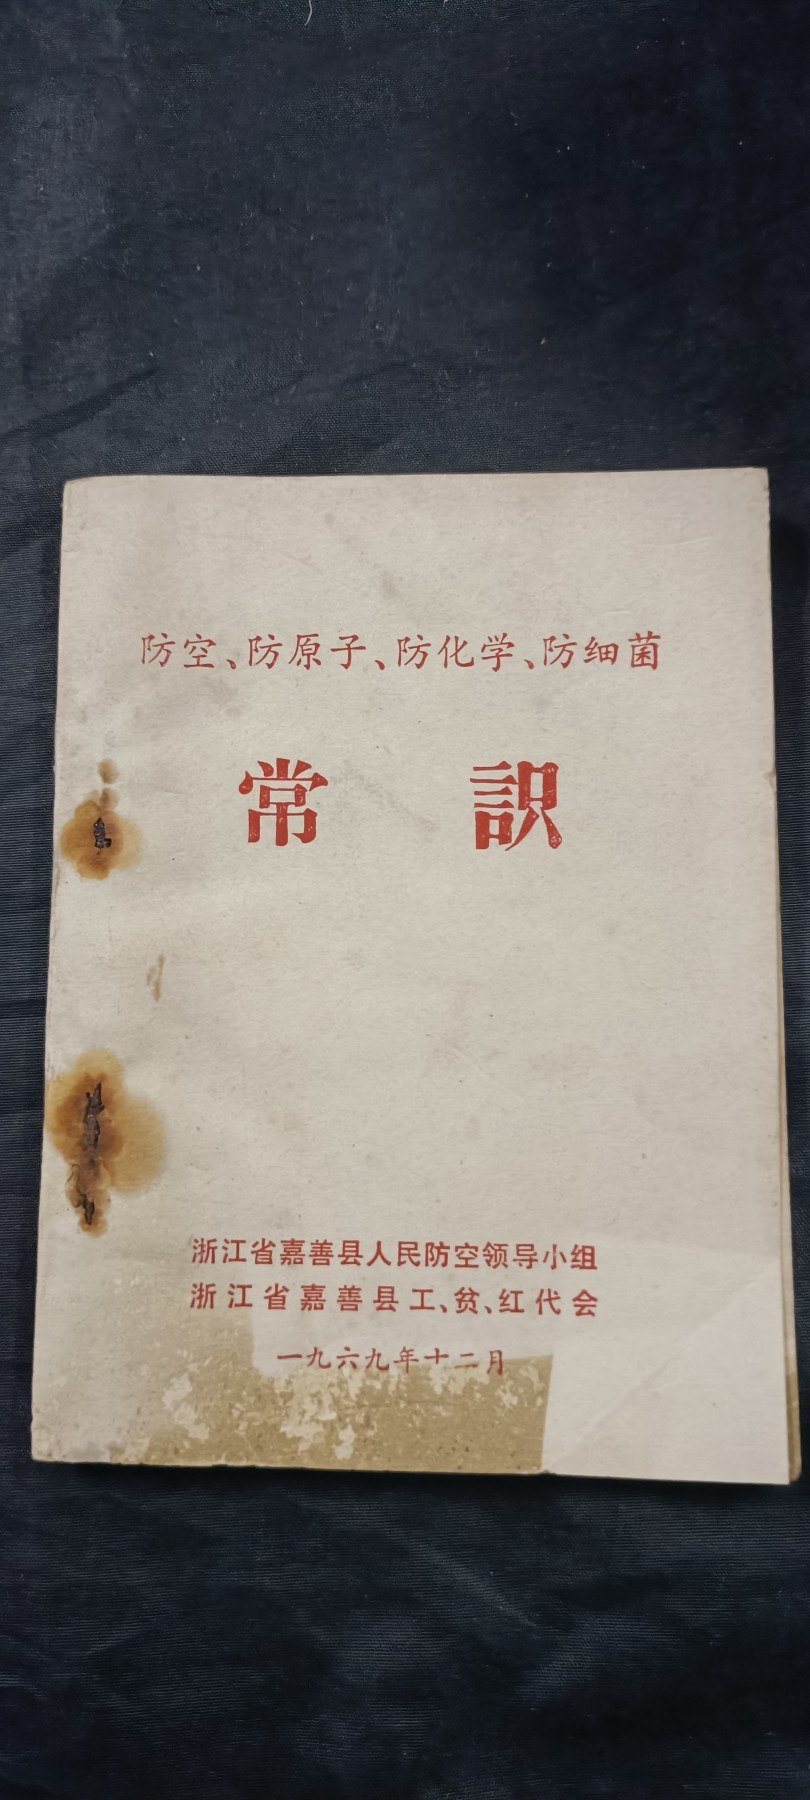 防空、防原子、防化学、防细菌
常識
浙江省嘉善县人民防空领导小组
浙江省嘉善县工、贫、红代会
一九六九年十二月